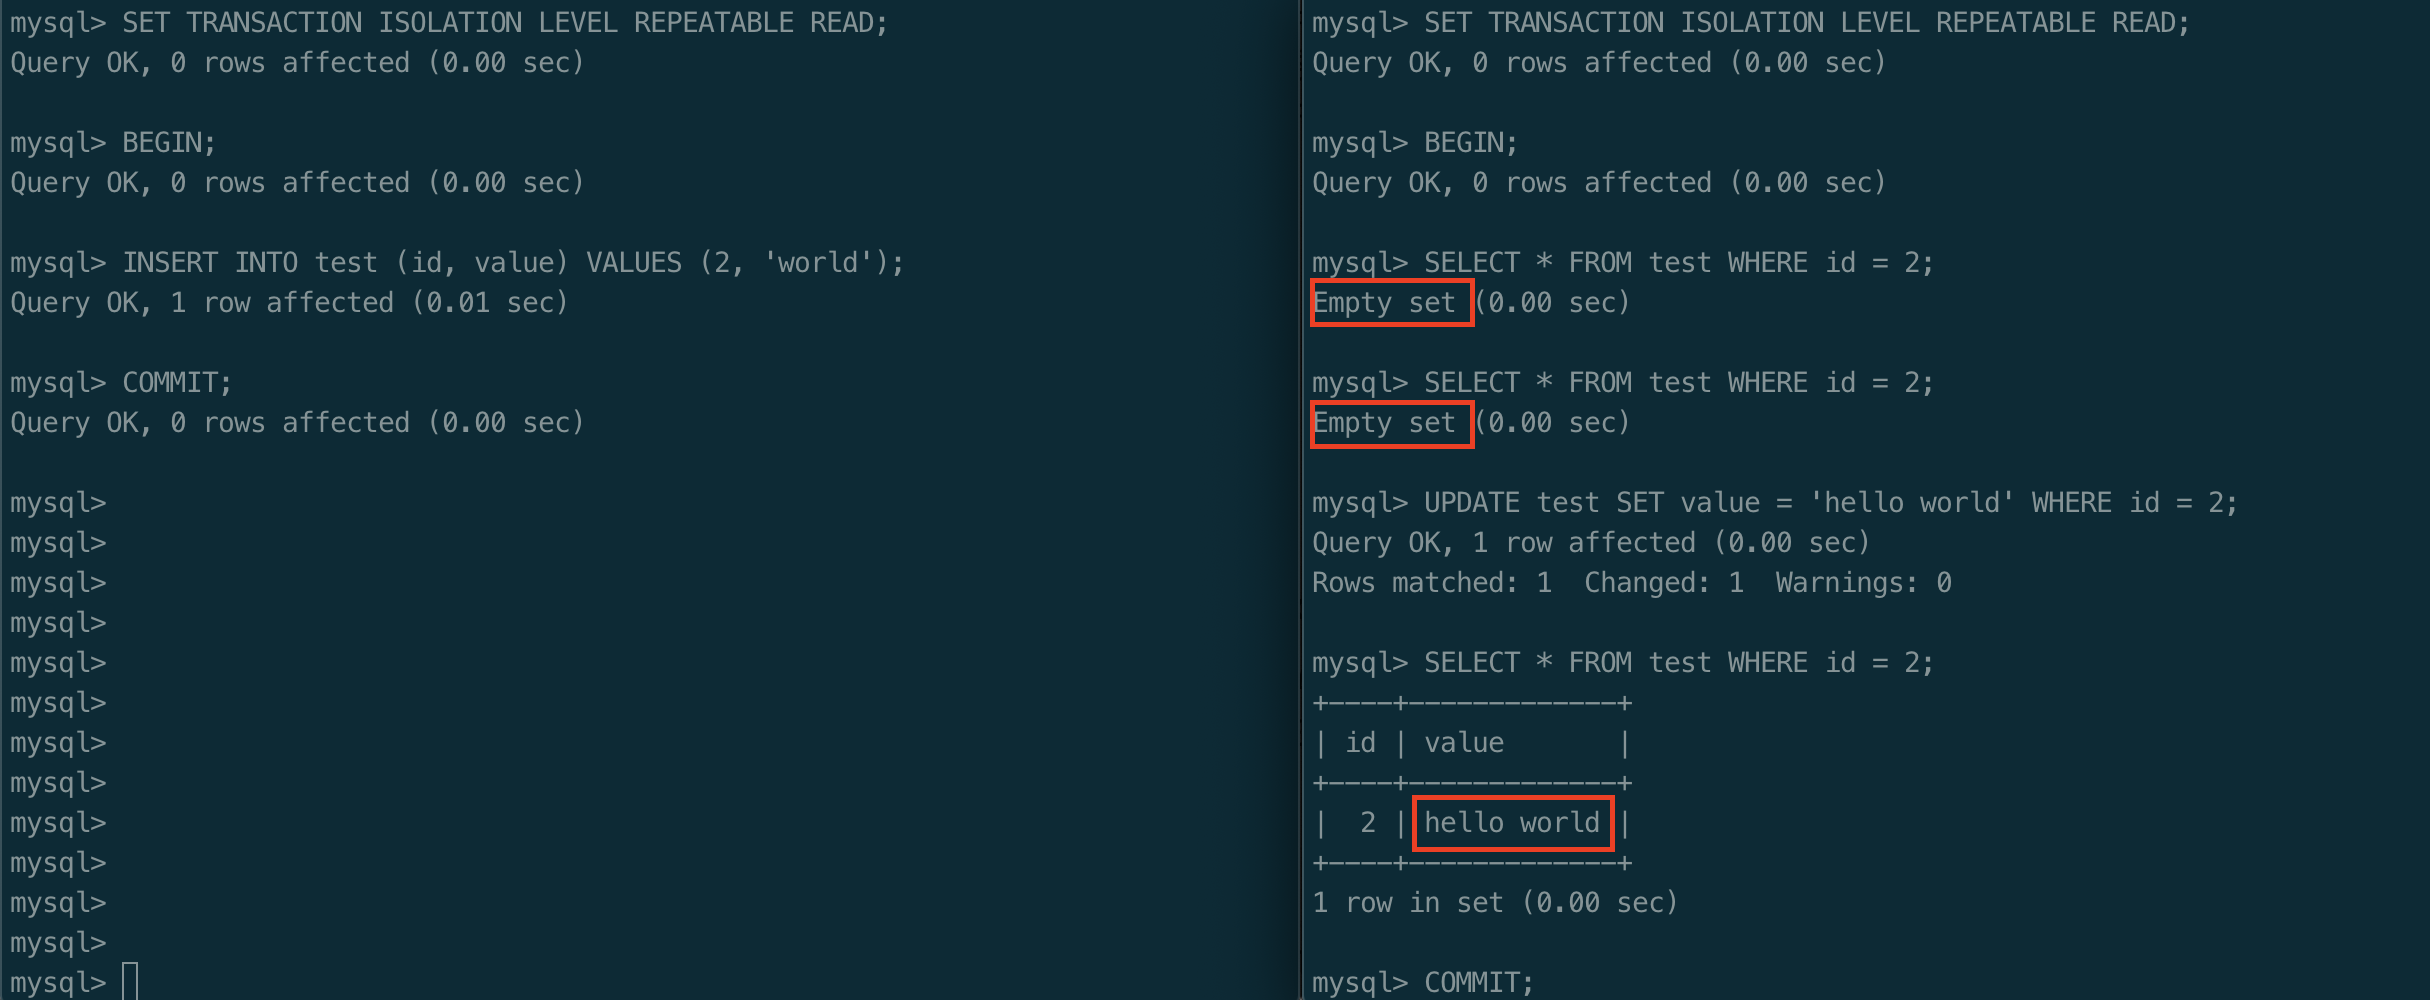 mysql> SET TRANSACTION ISOLATION LEVEL REPEATABLE READ;
Query OK, 0 rows affected (0.00 sec)
mysql> BEGIN;
Query OK, 0 rows affected (0.00 sec)
mysql> INSERT INTO test (id, value) VALUES (2, 'world');
Query OK, 1 row affected (0.01 sec)
mysql> COMMIT;
Query OK, 0 rows affected (0.00 sec)
mysql>
mysql>
mysql>
mysql>
mysql>
mysql>
mysql>
mysql>
mysql>
mysql>
mysql>
mysql>
mysql>
mysql> SET TRANSACTION ISOLATION LEVEL REPEATABLE READ;
Query OK, 0 rows affected (0.00 sec)
mysql> BEGIN;
Query OK, 0 rows affected (0.00 sec)
mysql> SELECT * FROM test WHERE id = 2;
Empty set (0.00 sec)
mysql> SELECT * FROM test WHERE id = 2;
Empty set (0.00 sec)
mysql> UPDATE test SET value = 'hello world' WHERE id = 2;
Query OK, 1 row affected (0.00 sec)
Rows matched: 1  Changed: 1  Warnings: 0
mysql> SELECT * FROM test WHERE id = 2;
+----+-------------+
| id | value       |
+----+-------------+
|  2 | hello world |
+----+-------------+
1 row in set (0.00 sec)
mysql> COMMIT;